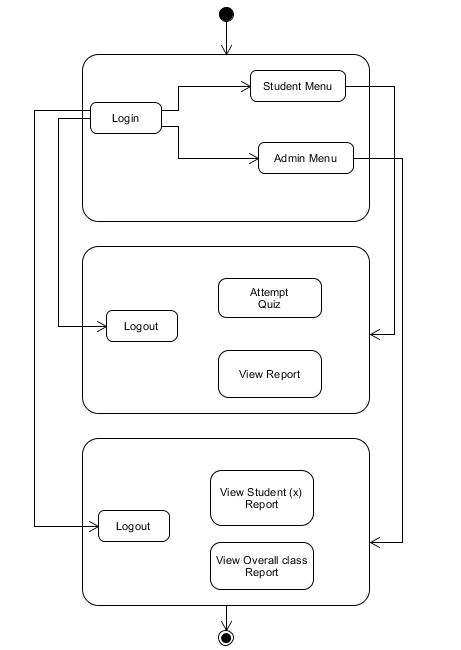 Student Menu
Login
Admin Menu
Attempt
Quiz
Logout
View Report
View Student (x)
Report
Logout
View Overall class
Report